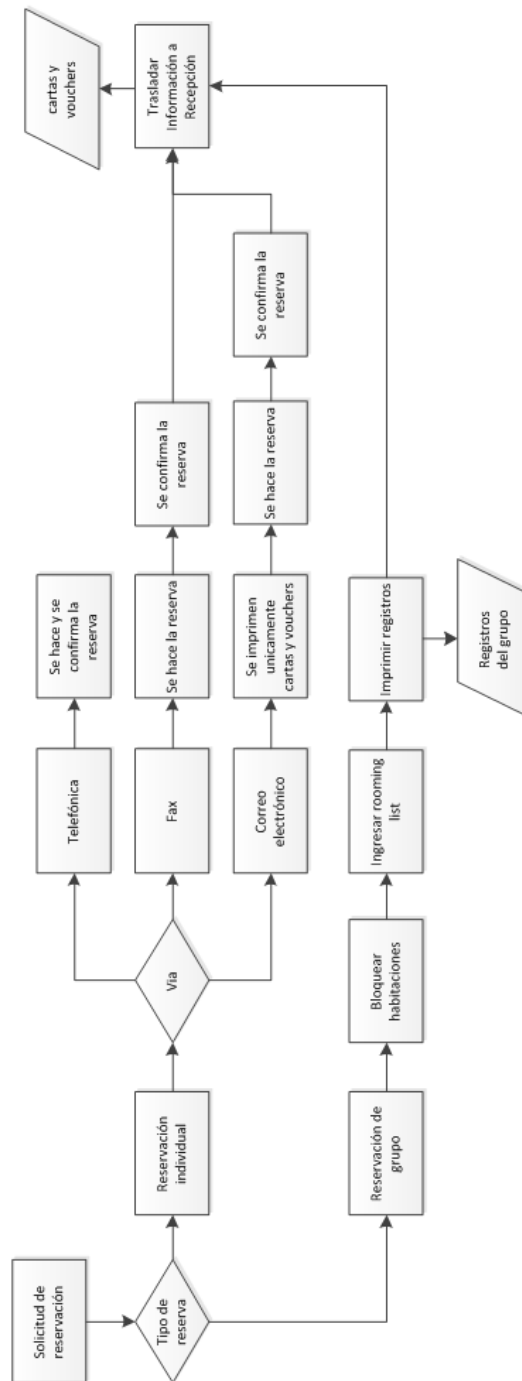 Solicitud de
reservación
Tipo de
reserva
Reservación
individual
Via
Telefónica
Se hace y se
confirma la
reserva
Fax
Se hace la reserva
Se confirma la
reserva
Correo
electrónico
Se imprimen
unicamente
cartas y vouchers
Se hace la reserva
Se confirma la
reserva
Trasladar
Información a
Recepción
cartas y
vouchers
Reservación de
grupo
Bloquear
habitaciones
Ingresar rooming
list
Imprimir registros
Registros
del grupo